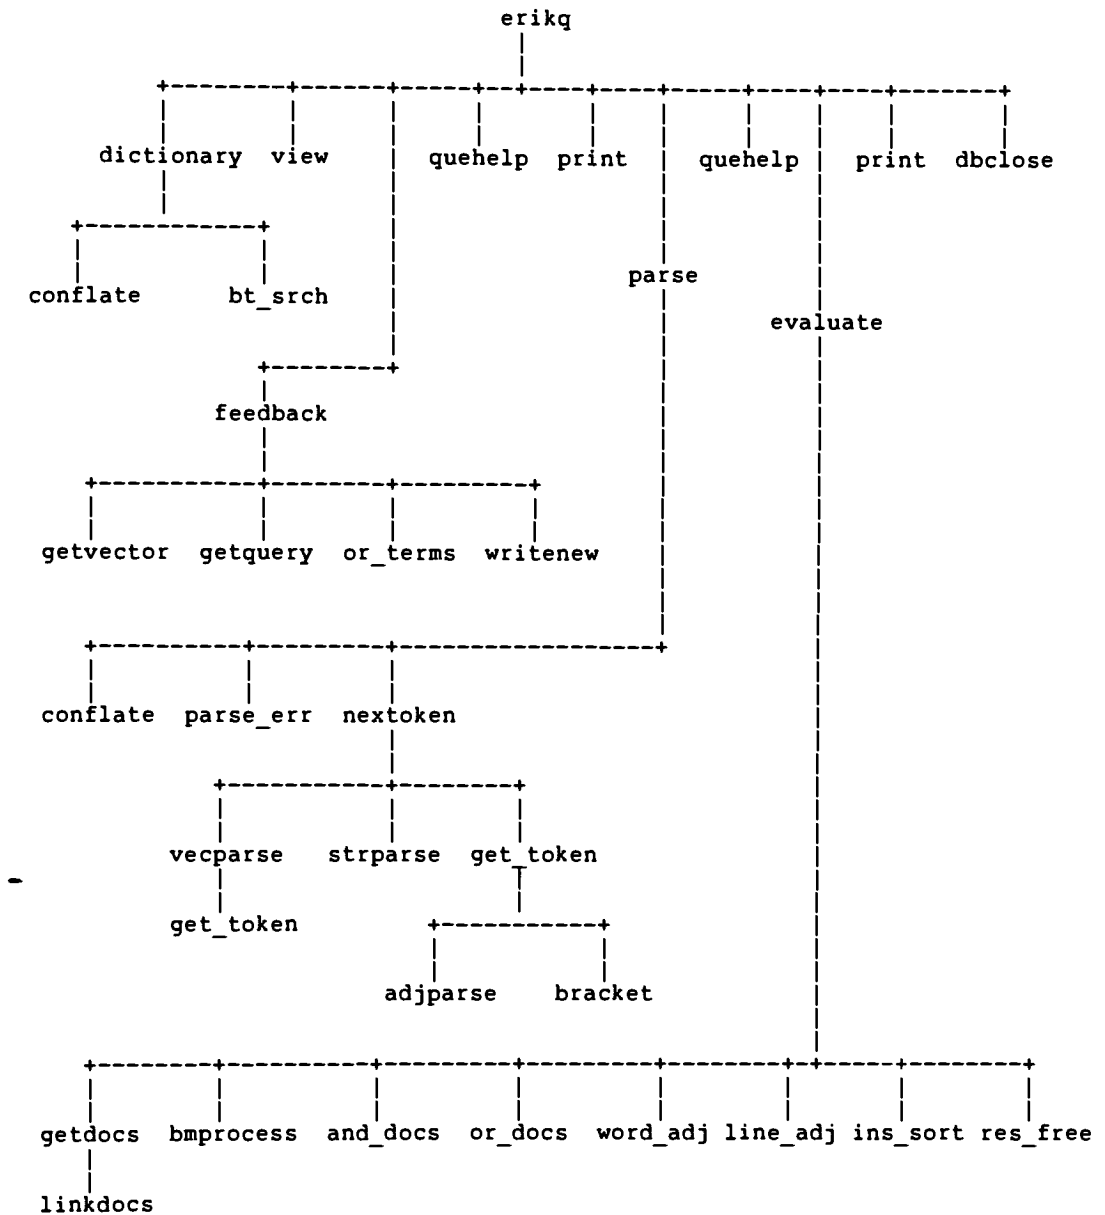 erikq
dictionary view quehelp print quehelp print dbclose
parse
conflate bt_srch
evaluate
feedback
getvector getquery or_terms writenew
conflate parse_err nextoken
vecparse strparse get_token
get_token
adjparse bracket
getdocs bmprocess and_docs or_docs word_adj line_adj ins_sort res_free
linkdocs